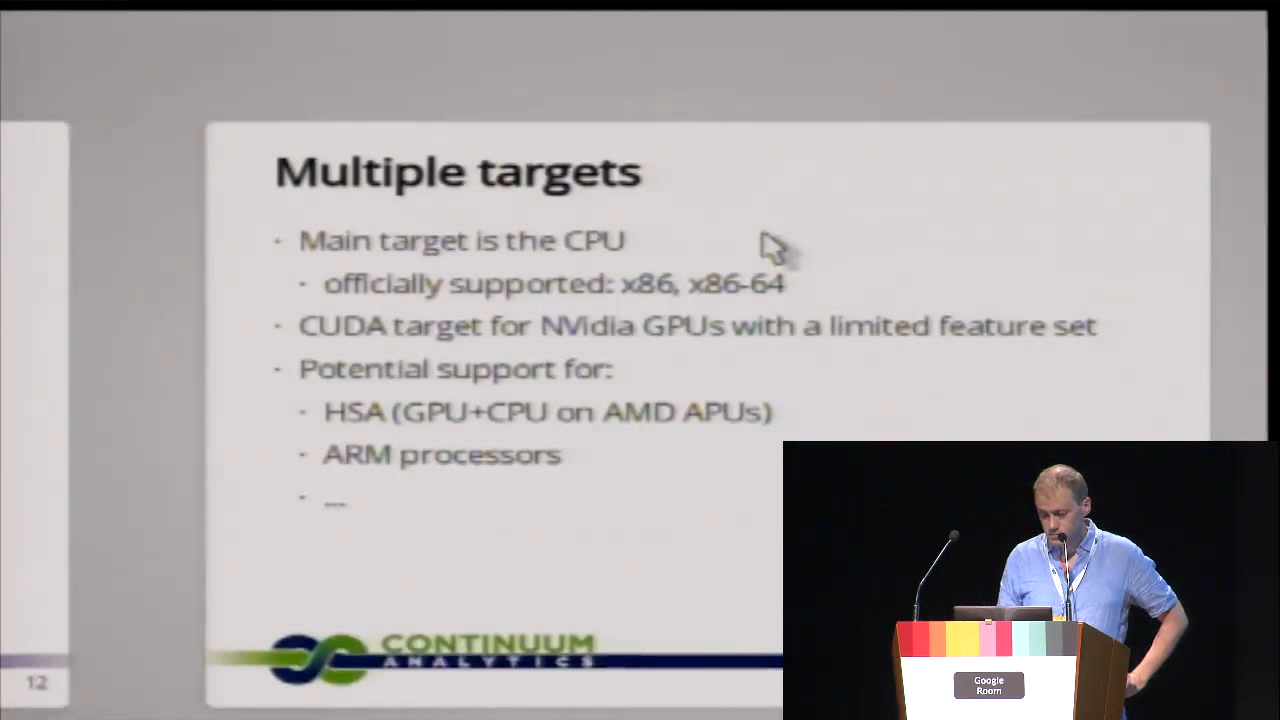 Multiple targets
· Main target is the CPU
· officially supported: x86, x86-64
· CUDA target for NVidia GPUs with a limited feature set
· Potential support for:
· HSA (GPU+CPU on AMD APUs)
· ARM processors
· ...
CONTINUUM
ANALYTICS
12
Google
Room